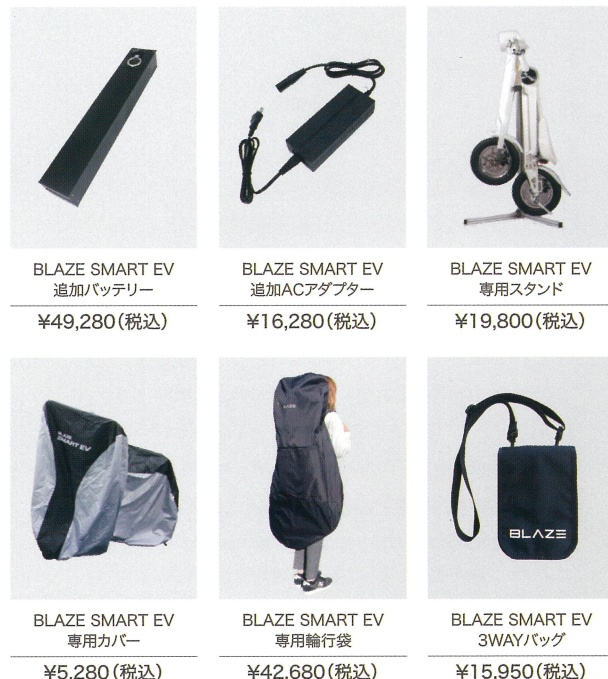 BLAZE SMART EV
追加バッテリー
¥49,280(税込)
BLAZE SMART EV
追加ACアダプター
¥16,280(税込)
BLAZE SMART EV
専用スタンド
¥19,800(税込)
BLAZE
SMART EV
BLAZE
BLAZE
BLAZE SMART EV
専用カバー
¥5,280(税込)
BLAZE SMART EV
専用輪行袋
¥42,680(税込)
BLAZE SMART EV
3WAYバッグ
¥15,950(税込)